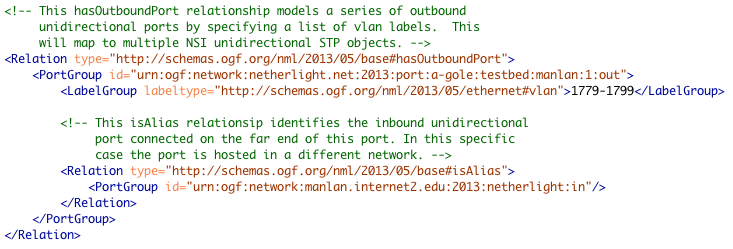 <!-- This hasOutboundPort relationship models a series of outbound
unidirectional ports by specifying a list of vlan labels.  This
will map to multiple NSI unidirectional STP objects. -->
<Relation type="http://schemas.ogf.org/nml/2013/05/base#hasOutboundPort">
<PortGroup id="urn:ogf:network:netherlight.net:2013:port:a-gole:testbed:manlan:1:out">
<LabelGroup labeltype="http://schemas.ogf.org/nml/2013/05/ethernet#vlan">1779-1799</LabelGroup>
<!-- This isAlias relationsip identifies the inbound unidirectional
port connected on the far end of this port. In this specific
case the port is hosted in a different network. -->
<Relation type="http://schemas.ogf.org/nml/2013/05/base#isAlias">
<PortGroup id="urn:ogf:network:manlan.internet2.edu:2013:netherlight:in"/>
</Relation>
</PortGroup>
</Relation>